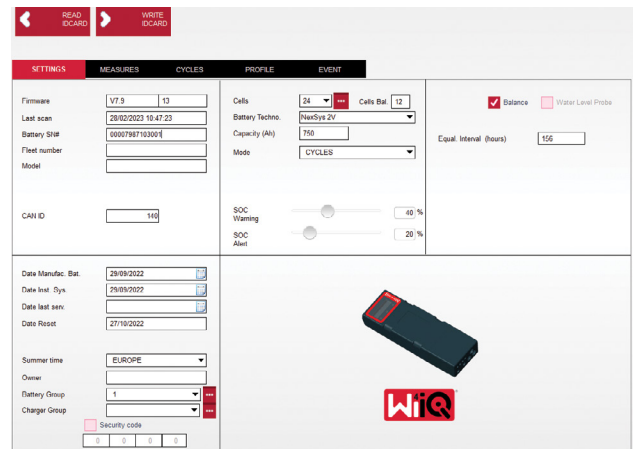 READ IDCARD
WRITE IDCARD
SETTINGS MEASURES CYCLES PROFILE EVENT
Firmware V7.9 13
Last scan 28/02/2023 10:47:23
Battery SN# 00007987103001
Fleet number
Model
CAN ID 140
Cells 24 Cells Bal. 12
Battery Techno. NexSys 2V
Capacity (Ah) 750
Mode CYCLES
SOC Warning 40 %
SOC Alert 20 %
Balance Water Level Probe
Equal. Interval (hours) 156
Date Manufac. Bat. 29/09/2022
Date Inst. Sys 29/09/2022
Date last serv.
Date Reset 27/10/2022
Summer time EUROPE
Owner
Battery Group 1
Charger Group
Security code
0 0 0 0
Wi4iQ